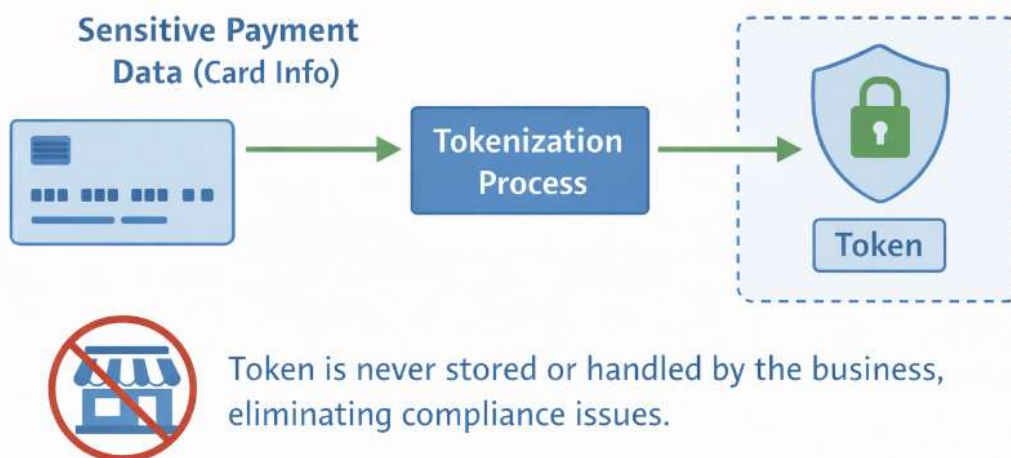 Sensitive Payment
Data (Card Info)
Tokenization
Process
Token
Token is never stored or handled by the business,
eliminating compliance issues.